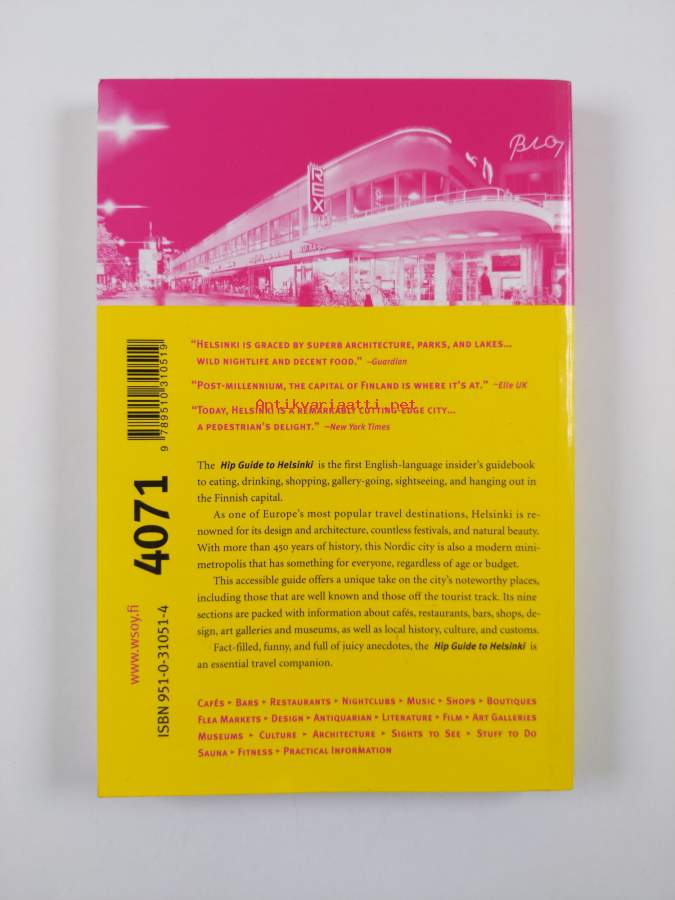 REX
BIO
"HELSINKI IS GRACED BY SUPERB ARCHITECTURE, PARKS, AND LAKES...
WILD NIGHTLIFE AND DECENT FOOD." –Guardian
"POST-MILLENNIUM, THE CAPITAL OF FINLAND IS WHERE IT'S AT." –Elle UK
Antikvariaatti.net
"TODAY, HELSINKI IS A REMARKABLY CUTTING-EDGE CITY...
A PEDESTRIAN'S DELIGHT." –New York Times
The Hip Guide to Helsinki is the first English-language insider's guidebook
to eating, drinking, shopping, gallery-going, sightseeing, and hanging out in
the Finnish capital.
As one of Europe's most popular travel destinations, Helsinki is re-
nowned for its design and architecture, countless festivals, and natural beauty.
With more than 450 years of history, this Nordic city is also a modern mini-
metropolis that has something for everyone, regardless of age or budget.
This accessible guide offers a unique take on the city's noteworthy places,
including those that are well known and those off the tourist track. Its nine
sections are packed with information about cafés, restaurants, bars, shops, de-
sign, art galleries and museums, as well as local history, culture, and customs.
Fact-filled, funny, and full of juicy anecdotes, the Hip Guide to Helsinki is
an essential travel companion.
CAFÉS ▸ BARS ▸ RESTAURANTS ▸ NIGHTCLUBS ▸ MUSIC ▸ SHOPS ▸ BOUTIQUES
FLEA MARKETS ▸ DESIGN ▸ ANTIQUARIAN ▸ LITERATURE ▸ FILM ▸ ART GALLERIES
MUSEUMS ▸ CULTURE ▸ ARCHITECTURE ▸ SIGHTS TO SEE ▸ STUFF TO DO
SAUNA ▸ FITNESS ▸ PRACTICAL INFORMATION
9 789510 310519
4071
www.wsoy.fi
ISBN 951-0-31051-4